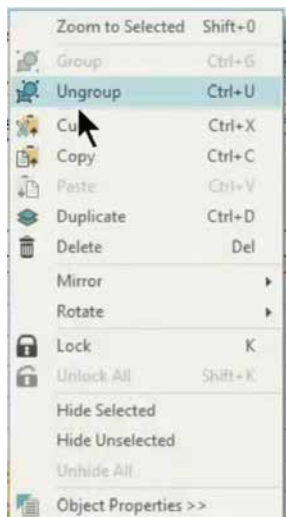 Zoom to Selected Shift+0
Group Ctrl+G
Ungroup Ctrl+U
Cu Ctrl+X
Copy Ctrl+C
Paste Ctrl+V
Duplicate Ctrl+D
Delete Del
Mirror
Rotate
Lock K
Unlock All Shift+K
Hide Selected
Hide Unselected
Unhide All
Object Properties >>